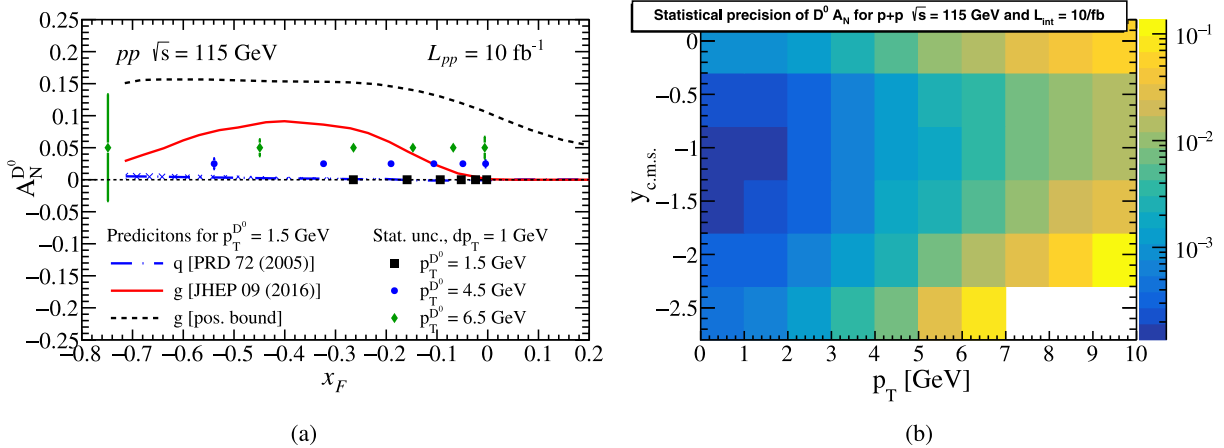 0.25
0.2
0.15
0.1
0.05
0
−0.05
−0.1
−0.15
−0.2
−0.25
A_N^{D^0}
pp √s = 115 GeV
L_{pp} = 10 fb^{-1}
Predicitons for p_T^{D^0} = 1.5 GeV
q [PRD 72 (2005)]
g [JHEP 09 (2016)]
g [pos. bound]
Stat. unc., dp_T = 1 GeV
p_T^{D^0} = 1.5 GeV
p_T^{D^0} = 4.5 GeV
p_T^{D^0} = 6.5 GeV
−0.8 −0.7 −0.6 −0.5 −0.4 −0.3 −0.2 −0.1 0 0.1 0.2
x_F
(a)
Statistical precision of D^0 A_N for p+p √s = 115 GeV and L_{int} = 10/fb
0
−0.5
−1
−1.5
−2
−2.5
y_{c.m.s.}
0 1 2 3 4 5 6 7 8 9 10
p_T [GeV]
10^{-1}
10^{-2}
10^{-3}
(b)